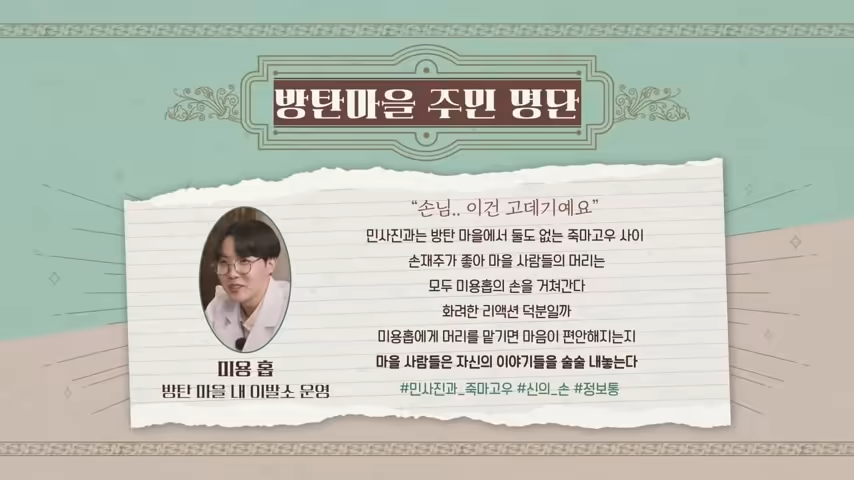 방탄마을 주민 명단
“손님.. 이건 고데기예요”
민사진과는 방탄 마을에서 둘도 없는 죽마고우 사이
손재주가 좋아 마을 사람들의 머리는
모두 미용홉의 손을 거쳐간다
화려한 리액션 덕분일까
미용홉에게 머리를 맡기면 마음이 편안해지는지
마을 사람들은 자신의 이야기들을 술술 내놓는다
#민사진과_죽마고우 #신의_손 #정보통
미용 홉
방탄 마을 내 이발소 운영